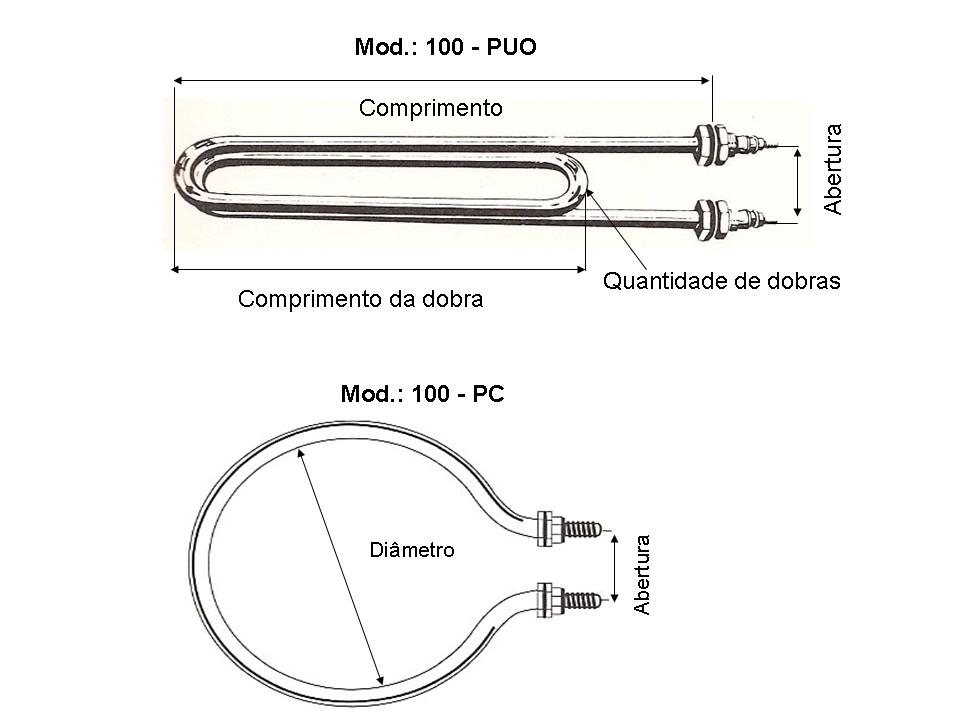 Mod.: 100 - PUO
Comprimento
Abertura
Quantidade de dobras
Comprimento da dobra
Mod.: 100 - PC
Diâmetro
Abertura